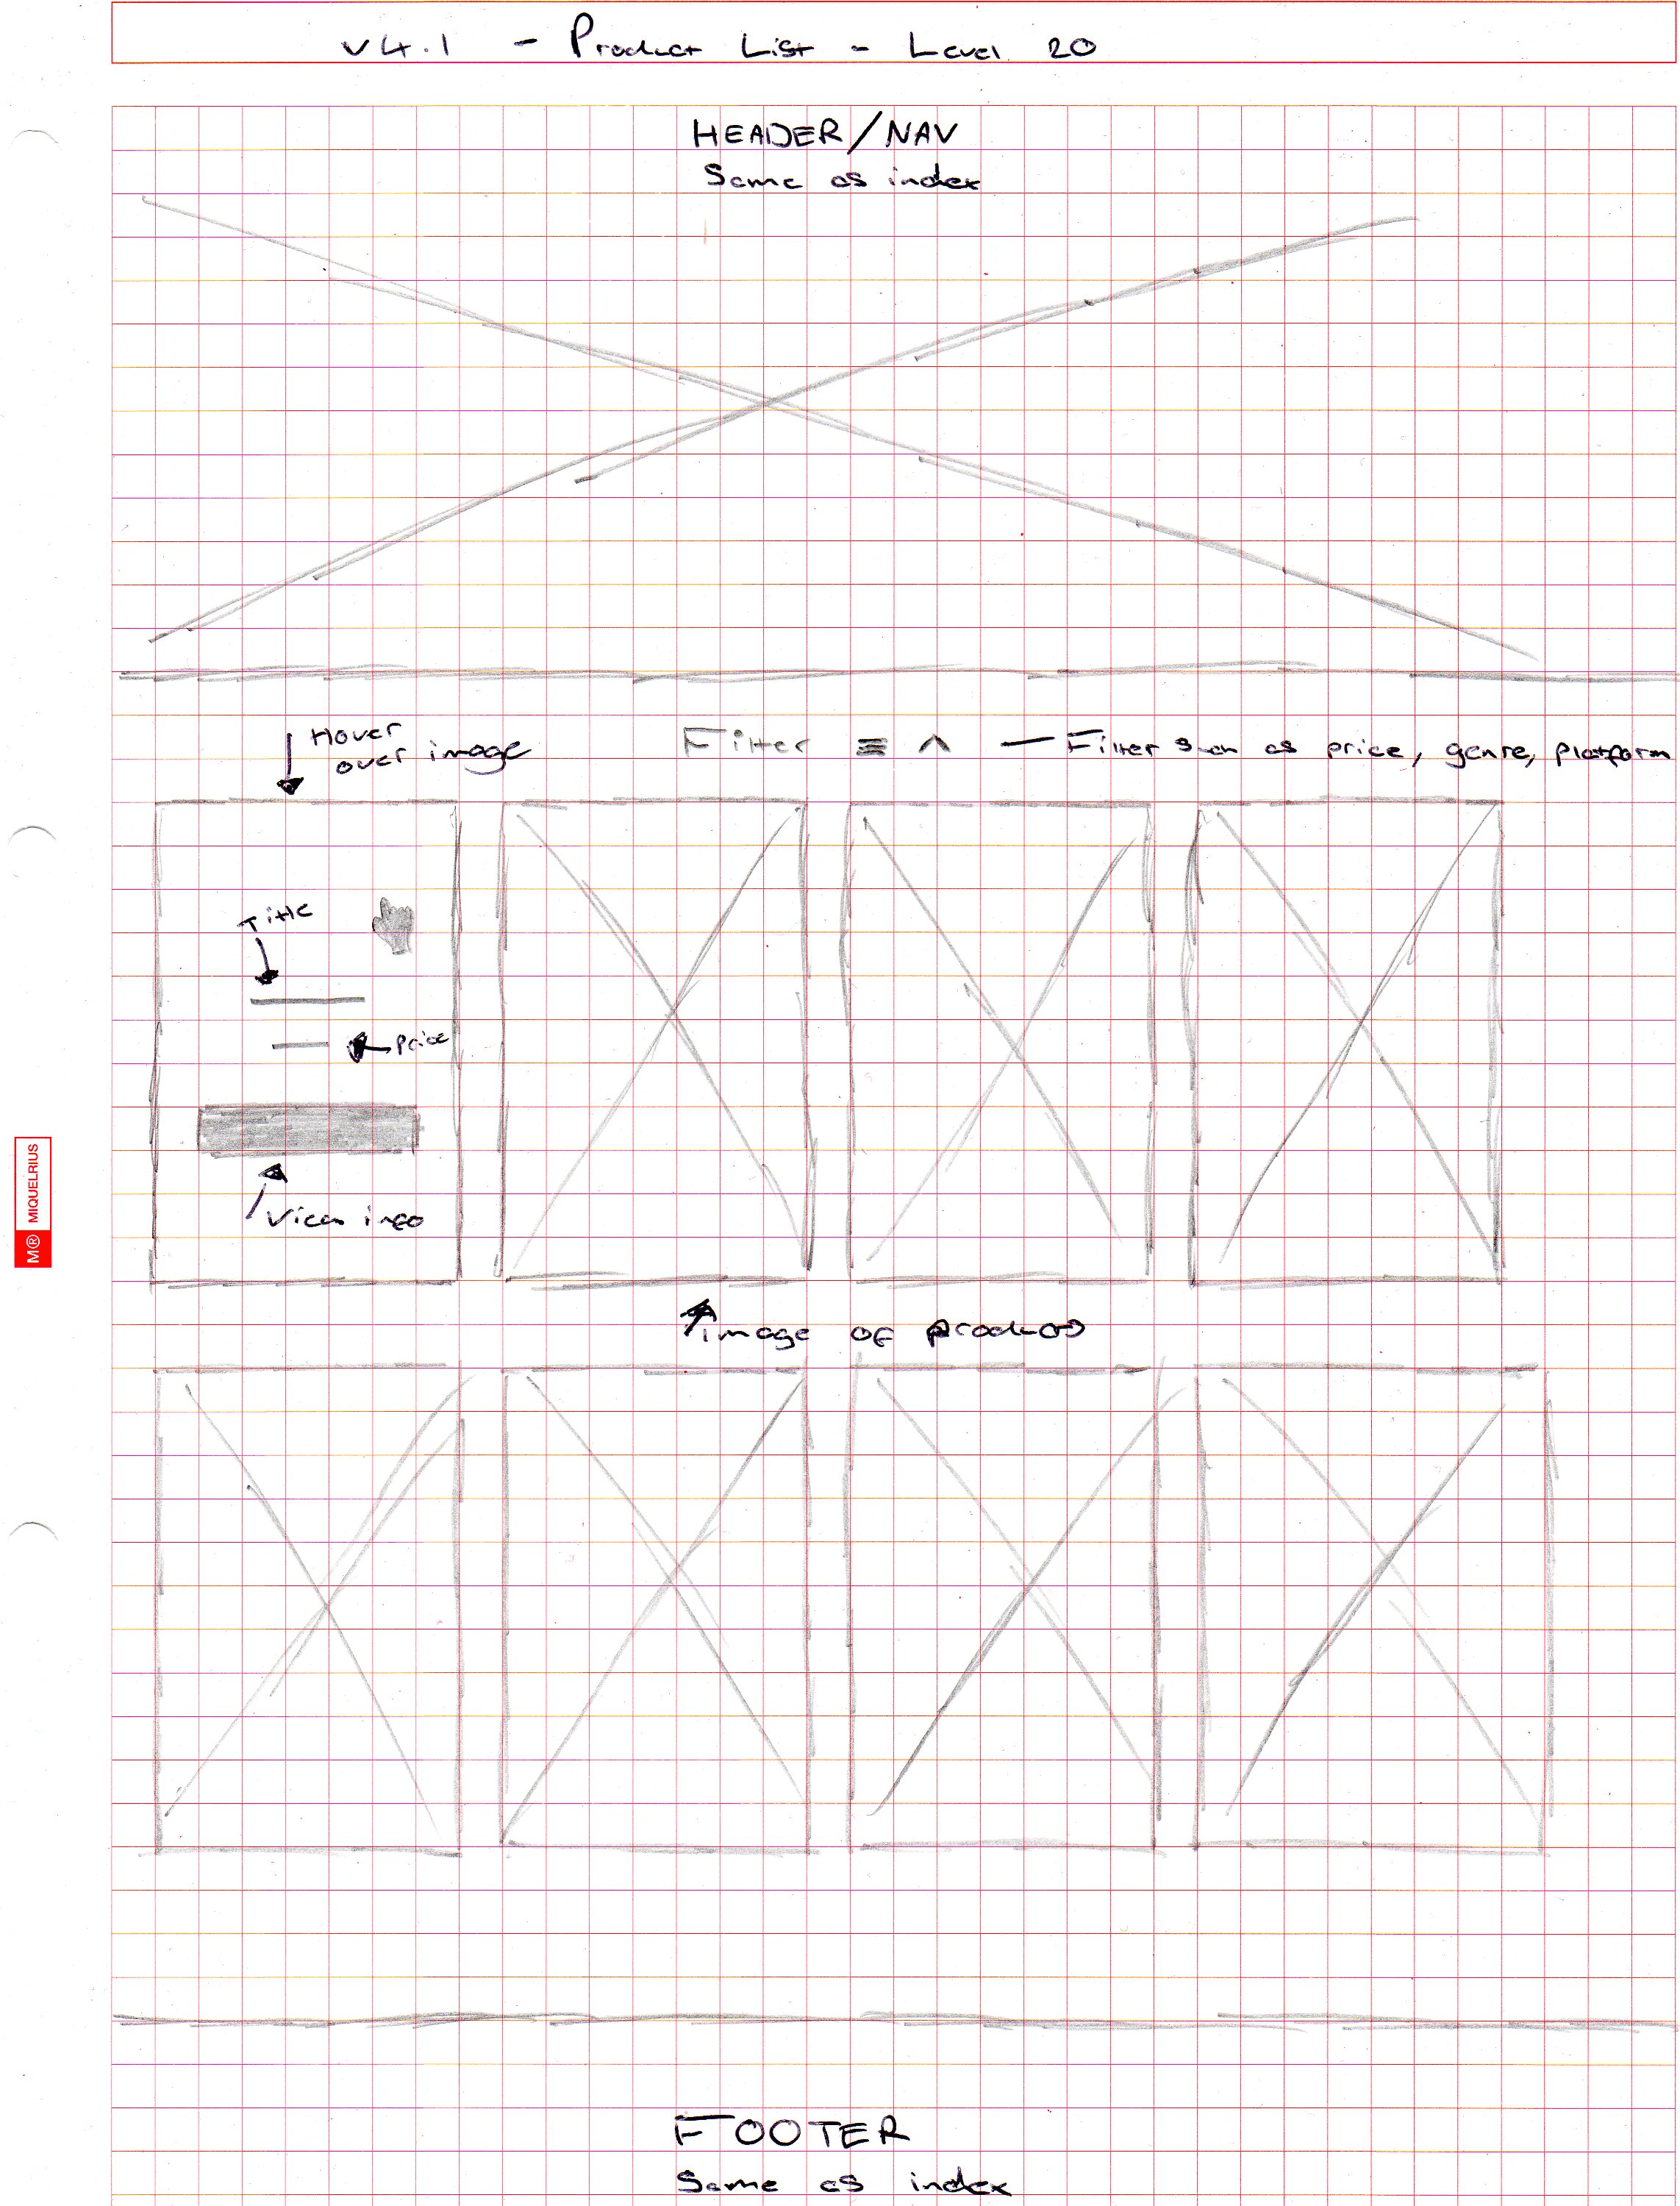 v4.1 - Product List - Level 20
HEADER/NAV
Same as index
Hover
over image
Filter ≡ ^ — Filter such as price, genre, platform
Title
Price
View info
image of product
FOOTER
Same as index
M® MIQUELRIUS